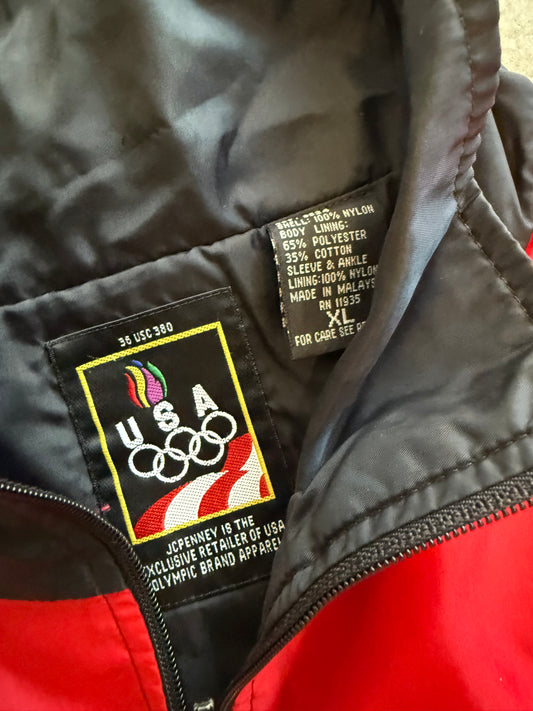 SHELL: 100% NYLON
BODY LINING:
65% POLYESTER
35% COTTON
SLEEVE & ANKLE
LINING:100% NYLON
MADE IN
RN 11935
XL
FOR CARE SEE
36 USC 380
USA
JCPENNEY IS THE
EXCLUSIVE RETAILER OF USA
OLYMPIC BRAND APPAREL